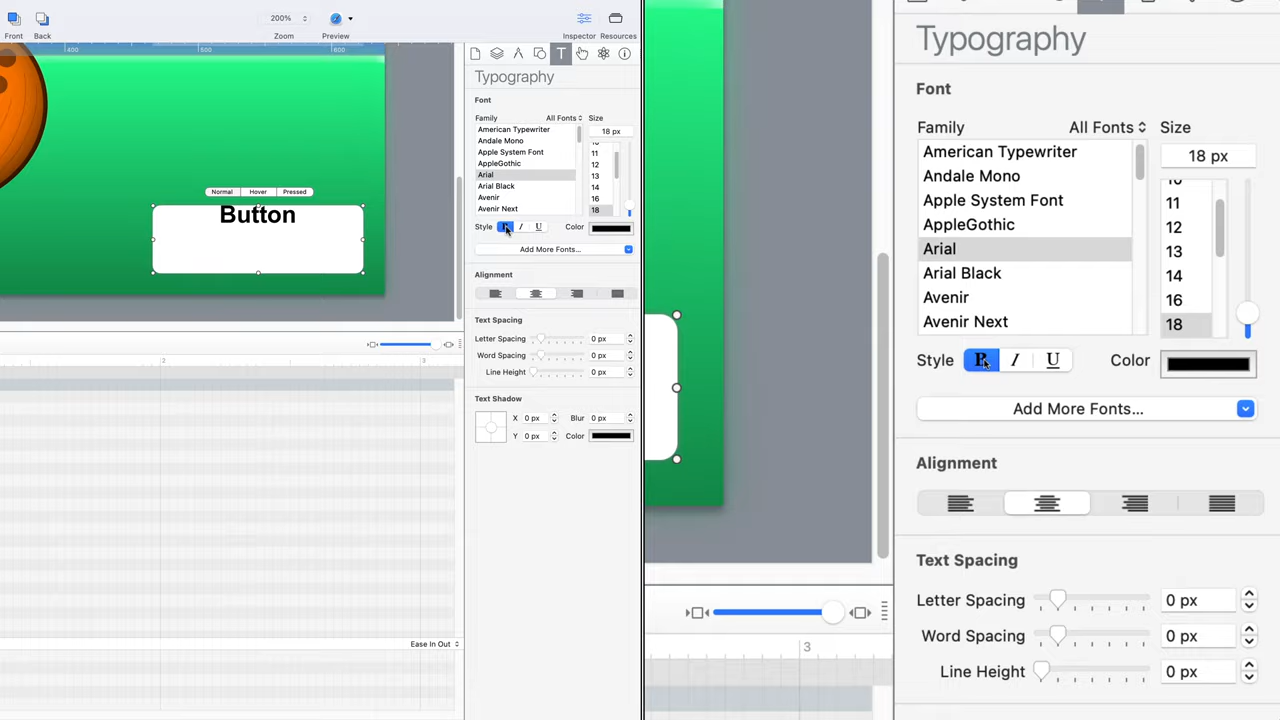 200%
Front
Back
Zoom
Preview
Inspector
Resources
400
500
600
Typography
Font
Family
All Fonts
Size
American Typewriter
18 px
Andale Mono
Apple System Font
11
AppleGothic
12
Arial
13
Arial Black
14
Avenir
16
Avenir Next
18
Normal
Hover
Pressed
Button
Style
B
I
U
Color
Add More Fonts...
Alignment
Text Spacing
Letter Spacing
0 px
Word Spacing
0 px
Line Height
0 px
2
3
Text Shadow
X
0 px
Blur
0 px
Y
0 px
Color
Ease In Out
Typography
Font
Family
All Fonts
Size
American Typewriter
18 px
Andale Mono
Apple System Font
11
AppleGothic
12
Arial
13
Arial Black
14
Avenir
16
Avenir Next
18
Style
B
I
U
Color
Add More Fonts...
Alignment
Text Spacing
Letter Spacing
0 px
Word Spacing
0 px
3
Line Height
0 px